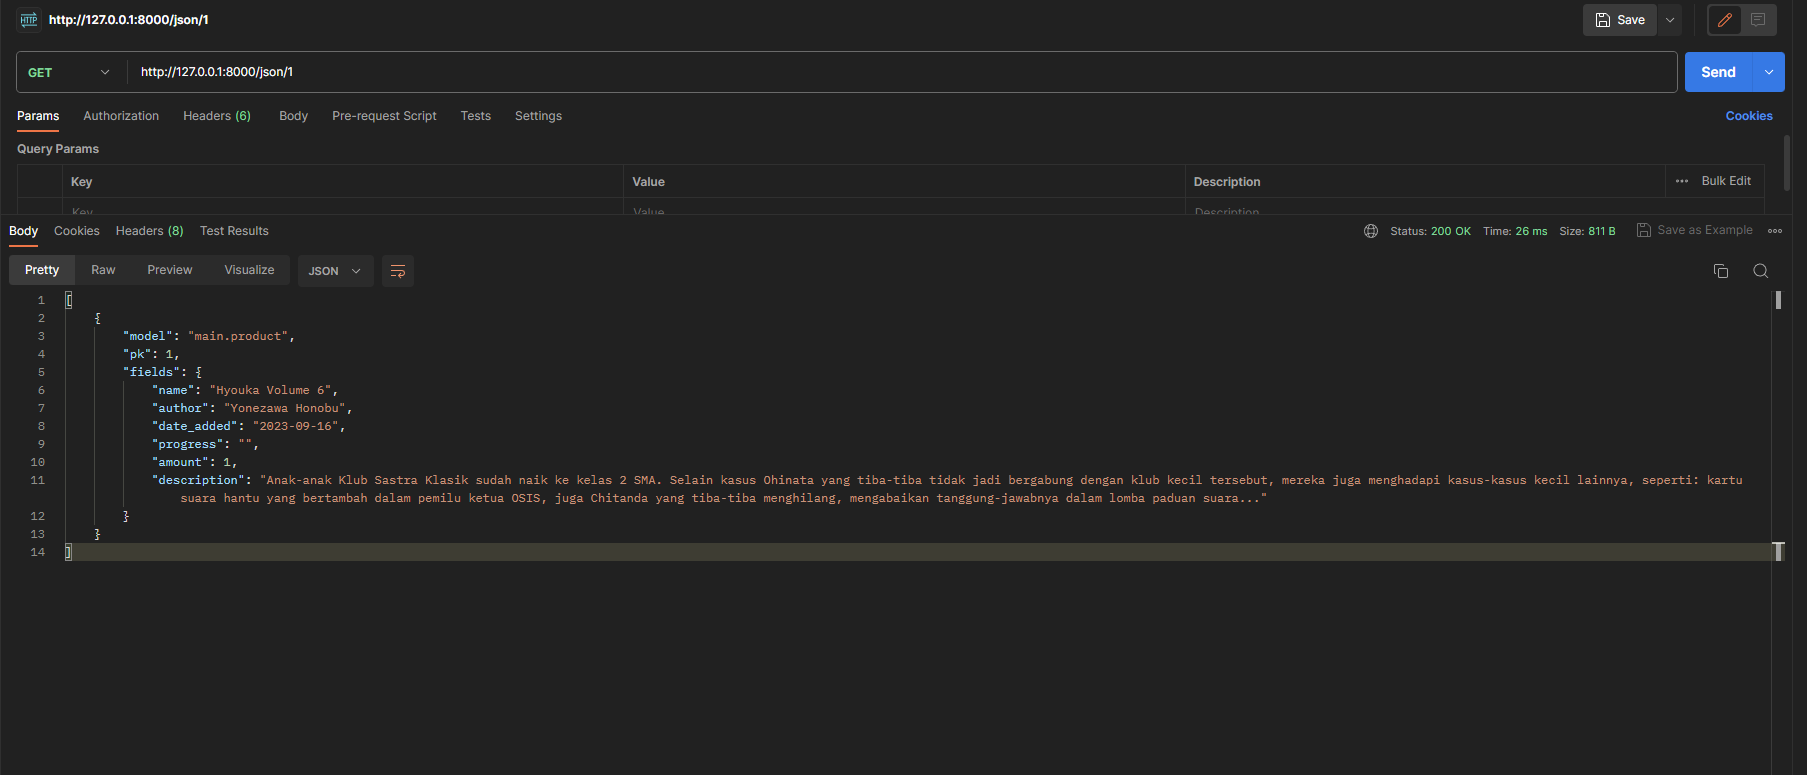 HTTP http://127.0.0.1:8000/json/1
Save
GET http://127.0.0.1:8000/json/1 Send
Params Authorization Headers (6) Body Pre-request Script Tests Settings Cookies
Query Params
Key Value Description ••• Bulk Edit
Key Value Description
Body Cookies Headers (8) Test Results Status: 200 OK Time: 26 ms Size: 811 B Save as Example
Pretty Raw Preview Visualize JSON
1 [
2 {
3 "model": "main.product",
4 "pk": 1,
5 "fields": {
6 "name": "Hyouka Volume 6",
7 "author": "Yonezawa Honobu",
8 "date_added": "2023-09-16",
9 "progress": "",
10 "amount": 1,
11 "description": "Anak-anak Klub Sastra Klasik sudah naik ke kelas 2 SMA. Selain kasus Ohinata yang tiba-tiba tidak jadi bergabung dengan klub kecil tersebut, mereka juga menghadapi kasus-kasus kecil lainnya, seperti: kartu
suara hantu yang bertambah dalam pemilu ketua OSIS, juga Chitanda yang tiba-tiba menghilang, mengabaikan tanggung-jawabnya dalam lomba paduan suara..."
12 }
13 }
14 ]